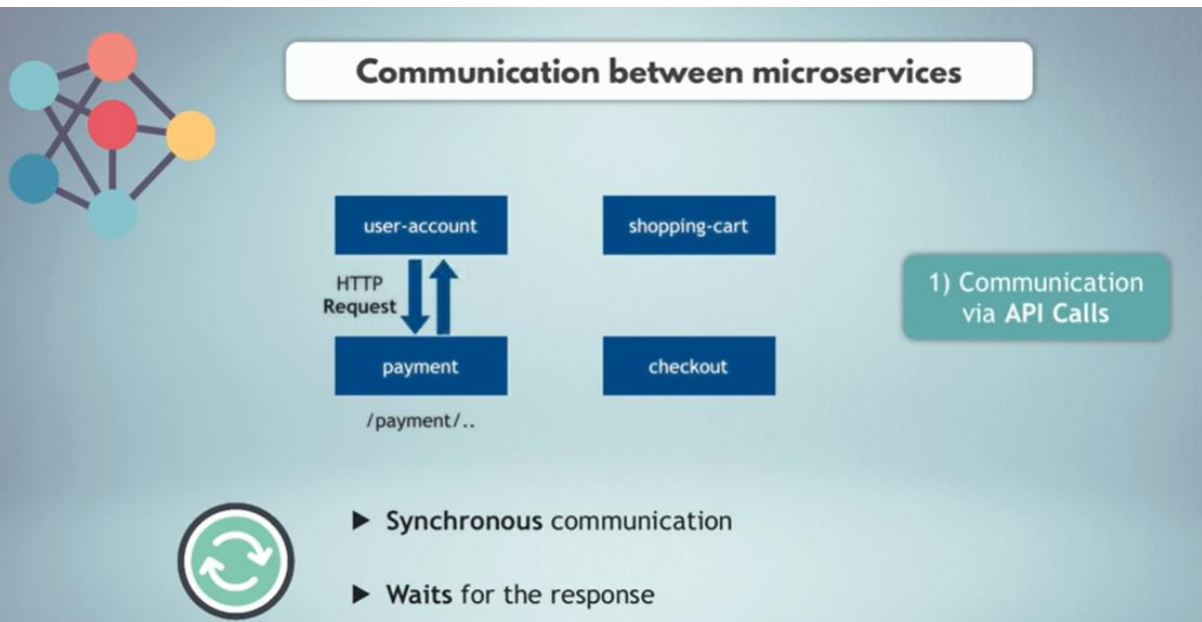 Communication between microservices
user-account
shopping-cart
HTTP
Request
1) Communication
via API Calls
payment
checkout
/payment/..
▶ Synchronous communication
▶ Waits for the response